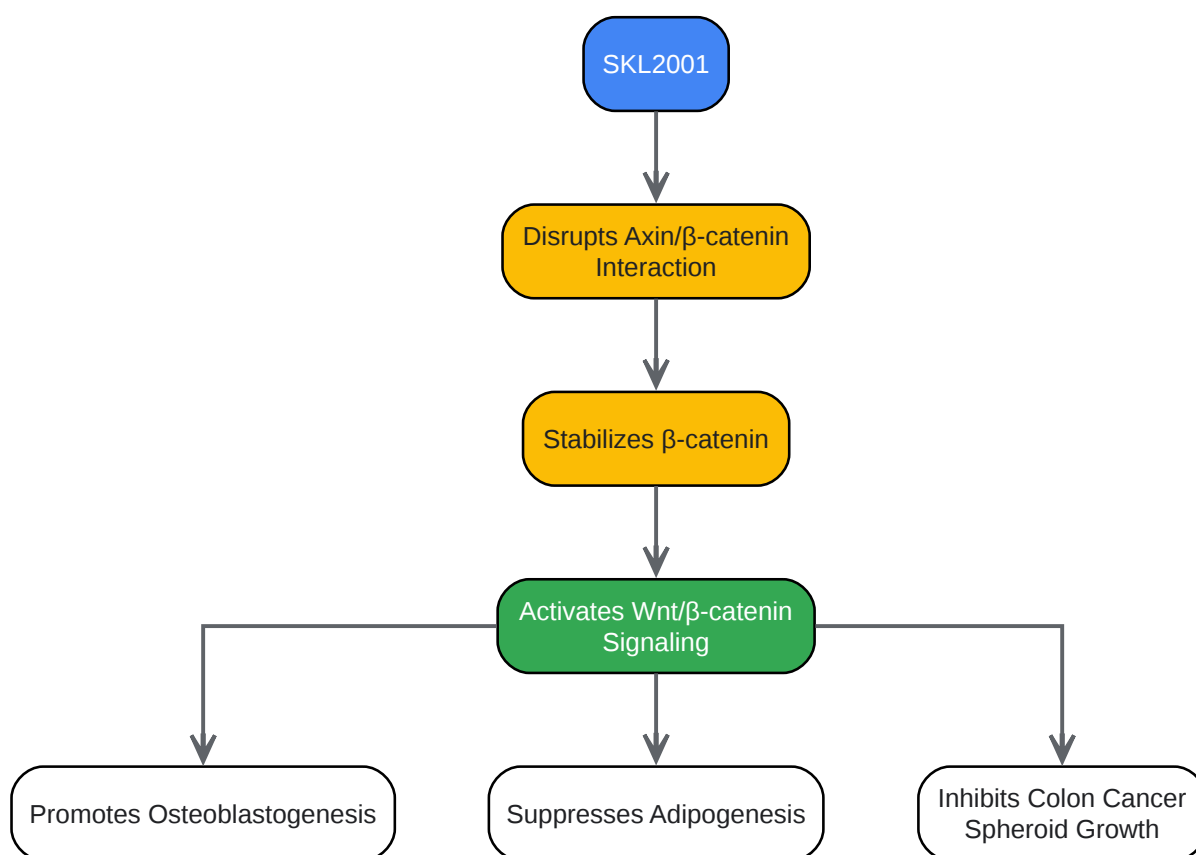 SKL2001
Disrupts Axin/β-catenin
Interaction
Stabilizes β-catenin
Activates Wnt/β-catenin
Signaling
Promotes Osteoblastogenesis
Suppresses Adipogenesis
Inhibits Colon Cancer
Spheroid Growth